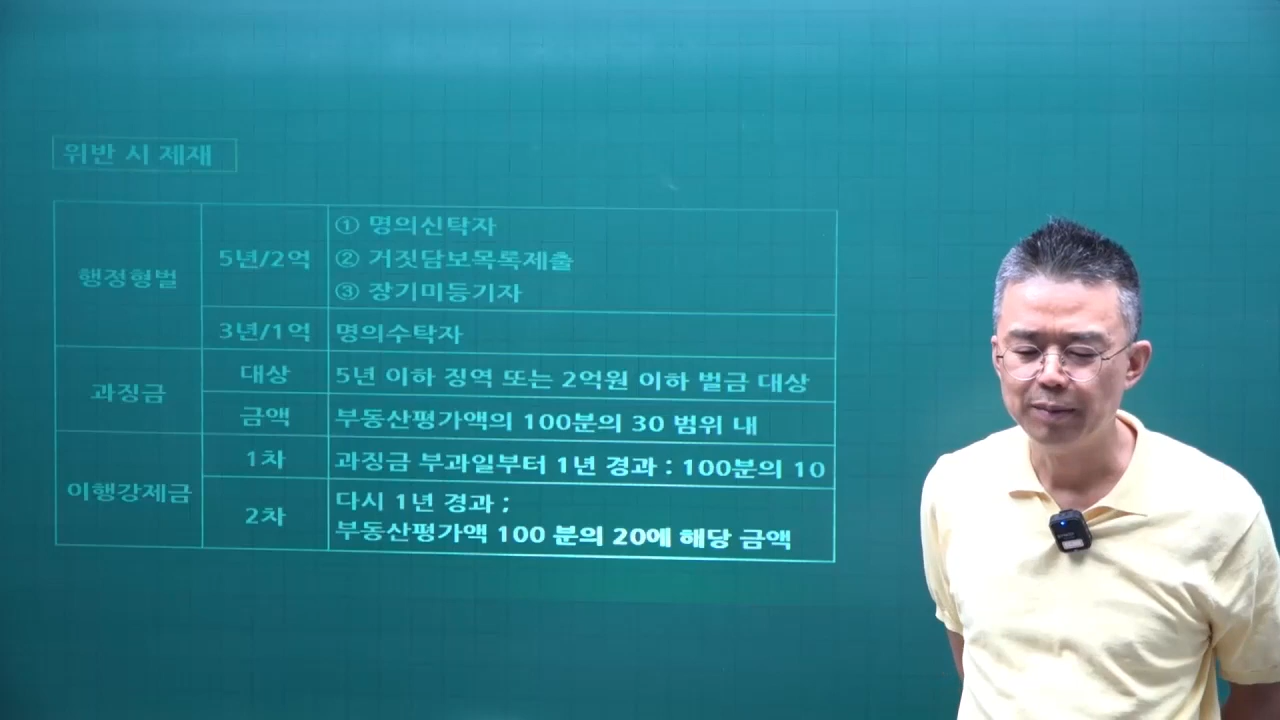 위반 시 제재
행정형벌
5년/2억
① 명의신탁자
② 거짓담보목록제출
③ 장기미등기자
3년/1억
명의수탁자
과징금
대상
5년 이하 징역 또는 2억원 이하 벌금 대상
금액
부동산평가액의 100분의 30 범위 내
이행강제금
1차
과징금 부과일부터 1년 경과 : 100분의 10
2차
다시 1년 경과 ;
부동산평가액 100 분의 20에 해당 금액